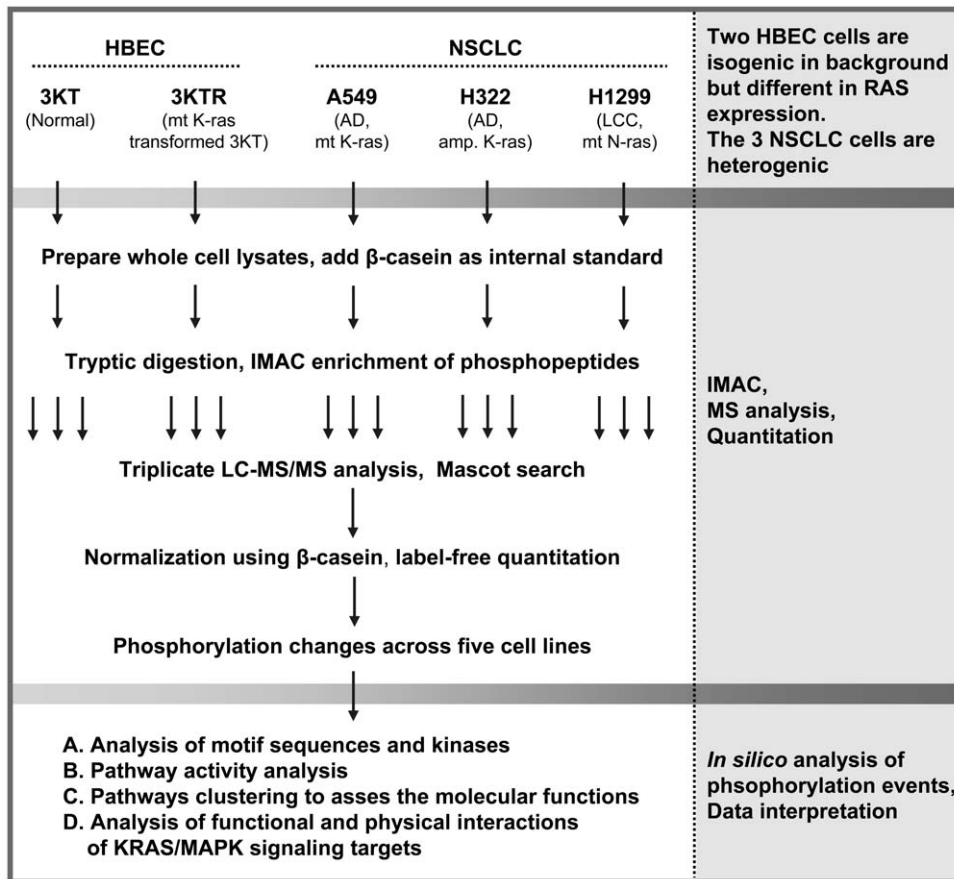 HBEC
NSCLC
3KT
(Normal)
3KTR
(mt K-ras
transformed 3KT)
A549
(AD,
mt K-ras)
H322
(AD,
amp. K-ras)
H1299
(LCC,
mt N-ras)
Two HBEC cells are
isogenic in background
but different in RAS
expression.
The 3 NSCLC cells are
heterogenic
Prepare whole cell lysates, add β-casein as internal standard
Tryptic digestion, IMAC enrichment of phosphopeptides
Triplicate LC-MS/MS analysis, Mascot search
Normalization using β-casein, label-free quantitation
Phosphorylation changes across five cell lines
IMAC,
MS analysis,
Quantitation
A. Analysis of motif sequences and kinases
B. Pathway activity analysis
C. Pathways clustering to asses the molecular functions
D. Analysis of functional and physical interactions
of KRAS/MAPK signaling targets
In silico analysis of
phsophorylation events,
Data interpretation